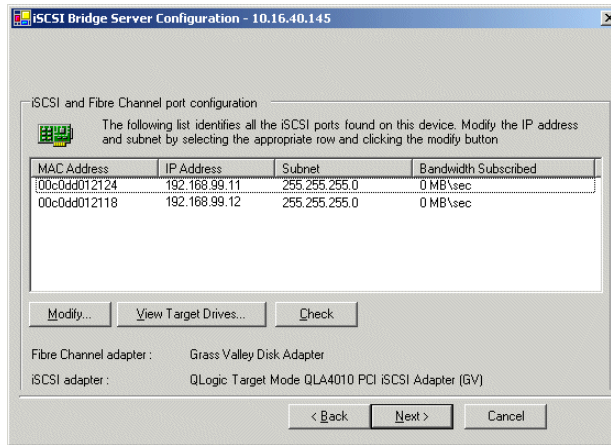 iSCSI Bridge Server Configuration - 10.16.40.145
iSCSI and Fibre Channel port configuration
The following list identifies all the iSCSI ports found on this device. Modify the IP address
and subnet by selecting the appropriate row and clicking the modify button
MAC Address IP Address Subnet Bandwidth Subscribed
00c0dd012124 192.168.99.11 255.255.255.0 0 MB\sec
00c0dd012118 192.168.99.12 255.255.255.0 0 MB\sec
Modify... View Target Drives... Check
Fibre Channel adapter : Grass Valley Disk Adapter
iSCSI adapter : QLogic Target Mode QLA4010 PCI iSCSI Adapter (GV)
< Back Next > Cancel